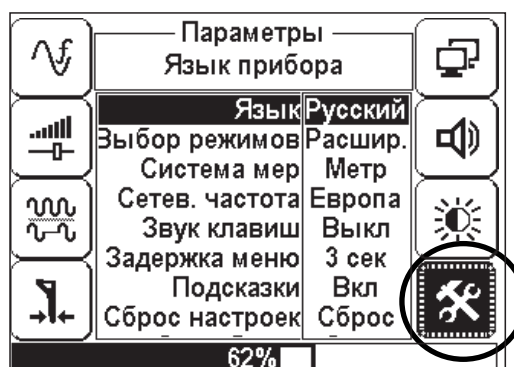 Параметры
Язык прибора
Язык Русский
Выбор режимов Расшир.
Система мер Метр
Сетев. частота Европа
Звук клавиш Выкл
Задержка меню 3 сек
Подсказки Вкл
Сброс настроек Сброс
62%